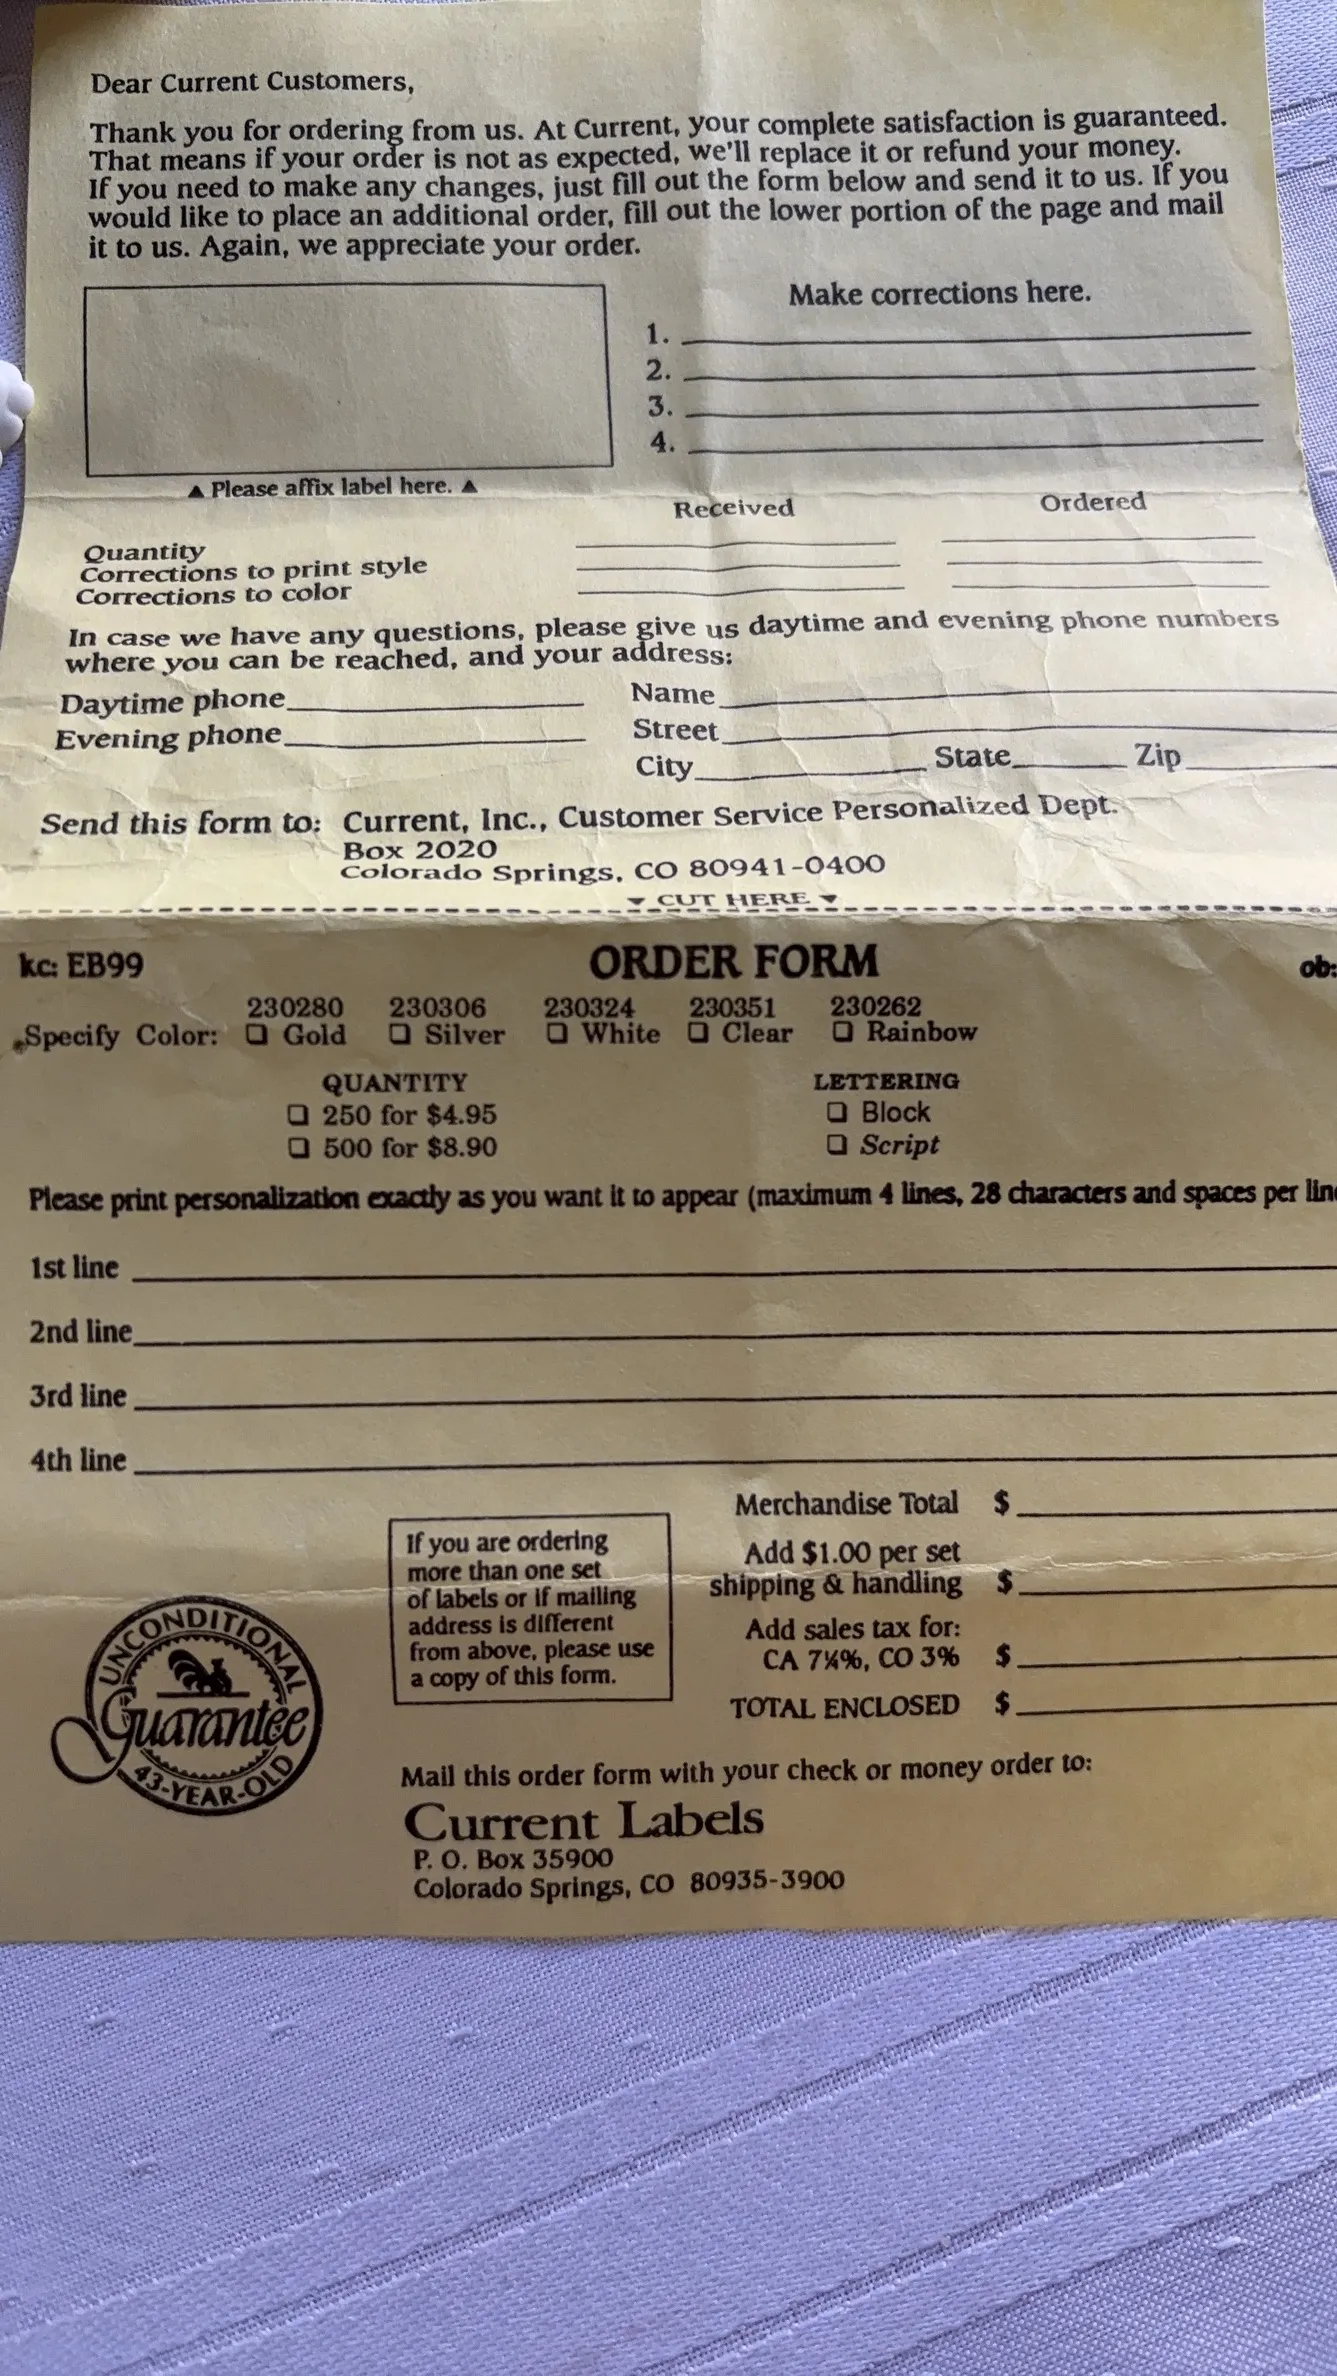 Dear Current Customers,
Thank you for ordering from us. At Current, your complete satisfaction is guaranteed.
That means if your order is not as expected, we'll replace it or refund your money.
If you need to make any changes, just fill out the form below and send it to us. If you
would like to place an additional order, fill out the lower portion of the page and mail
it to us. Again, we appreciate your order.
Make corrections here.
1.
2.
3.
4.
▲ Please affix label here. ▲
Received Ordered
Quantity
Corrections to print style
Corrections to color
In case we have any questions, please give us daytime and evening phone numbers
where you can be reached, and your address:
Daytime phone Name
Evening phone Street
City State Zip
Send this form to: Current, Inc., Customer Service Personalized Dept.
Box 2020
Colorado Springs, CO 80941-0400
▼ CUT HERE ▼
kc: EB99 ORDER FORM ob:
230280 230306 230324 230351 230262
Specify Color: ❏ Gold ❏ Silver ❏ White ❏ Clear ❏ Rainbow
QUANTITY LETTERING
❏ 250 for $4.95 ❏ Block
❏ 500 for $8.90 ❏ Script
Please print personalization exactly as you want it to appear (maximum 4 lines, 28 characters and spaces per lin
1st line
2nd line
3rd line
4th line
Merchandise Total $
Add $1.00 per set
shipping & handling $
Add sales tax for:
CA 7¼%, CO 3% $
TOTAL ENCLOSED $
If you are ordering
more than one set
of labels or if mailing
address is different
from above, please use
a copy of this form.
UNCONDITIONAL
Guarantee
43-YEAR-OLD
Mail this order form with your check or money order to:
Current Labels
P. O. Box 35900
Colorado Springs, CO 80935-3900